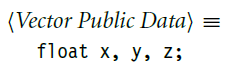 ⟨Vector Public Data⟩ ≡
float x, y, z;